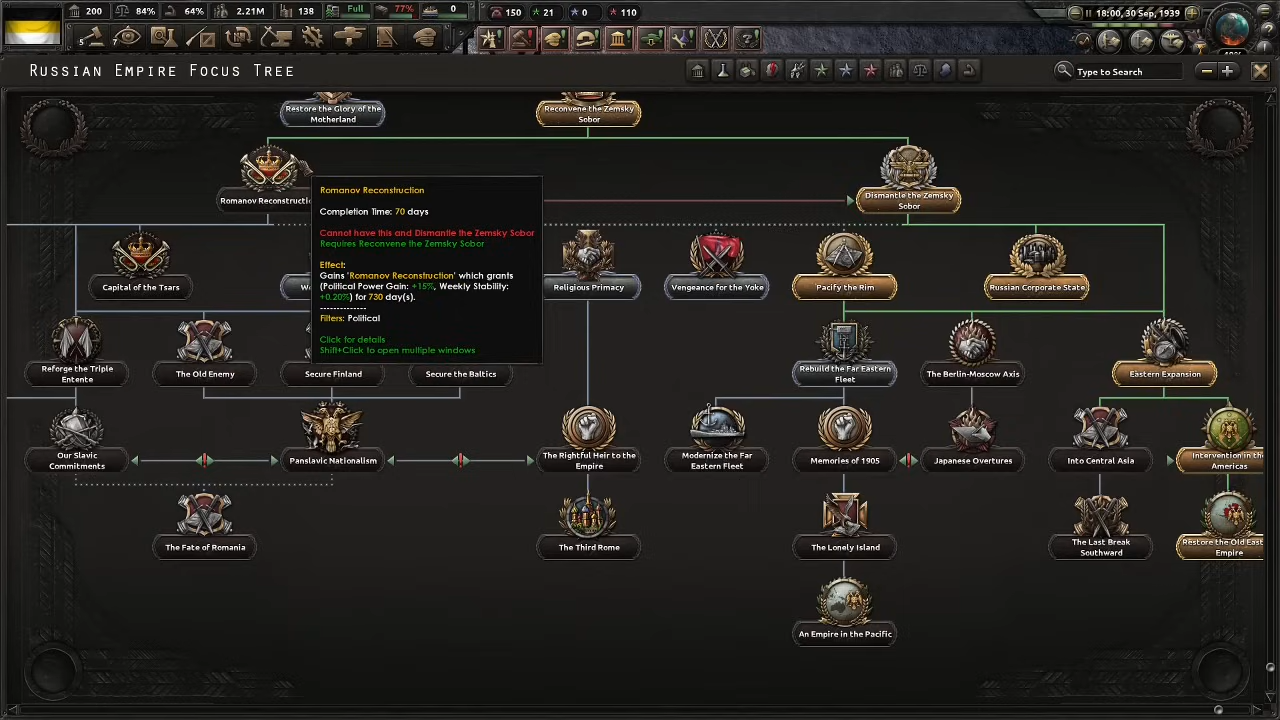 200 84% 64% 2.21M 138 Full 77% 0 150 21 0 110 18:00, 30 Sep, 1939
5 7
RUSSIAN EMPIRE FOCUS TREE
Type to Search
Restore the Glory of the
Motherland
Reconvene the Zemsky
Sobor
Romanov Reconstructio
Dismantle the Zemsky
Sobor
Romanov Reconstruction
Completion Time: 70 days
Cannot have this and Dismantle the Zemsky Sobor
Requires Reconvene the Zemsky Sobor
Effect:
Gains 'Romanov Reconstruction' which grants
(Political Power Gain: +15%, Weekly Stability:
+0.20%) for 730 day(s).
--------------
Filters: Political
Click for details
Shift+Click to open multiple windows
Capital of the Tsars
Religious Primacy
Vengeance for the Yoke
Pacify the Rim
Russian Corporate State
Reforge the Triple
Entente
The Old Enemy
Secure Finland
Secure the Baltics
Rebuild the Far Eastern
Fleet
The Berlin-Moscow Axis
Eastern Expansion
Our Slavic
Commitments
Panslavic Nationalism
The Rightful Heir to the
Empire
Modernize the Far
Eastern Fleet
Memories of 1905
Japanese Overtures
Into Central Asia
Intervention in th
Americas
The Fate of Romania
The Third Rome
The Lonely Island
The Last Break
Southward
Restore the Old East
Empire
An Empire in the Pacific